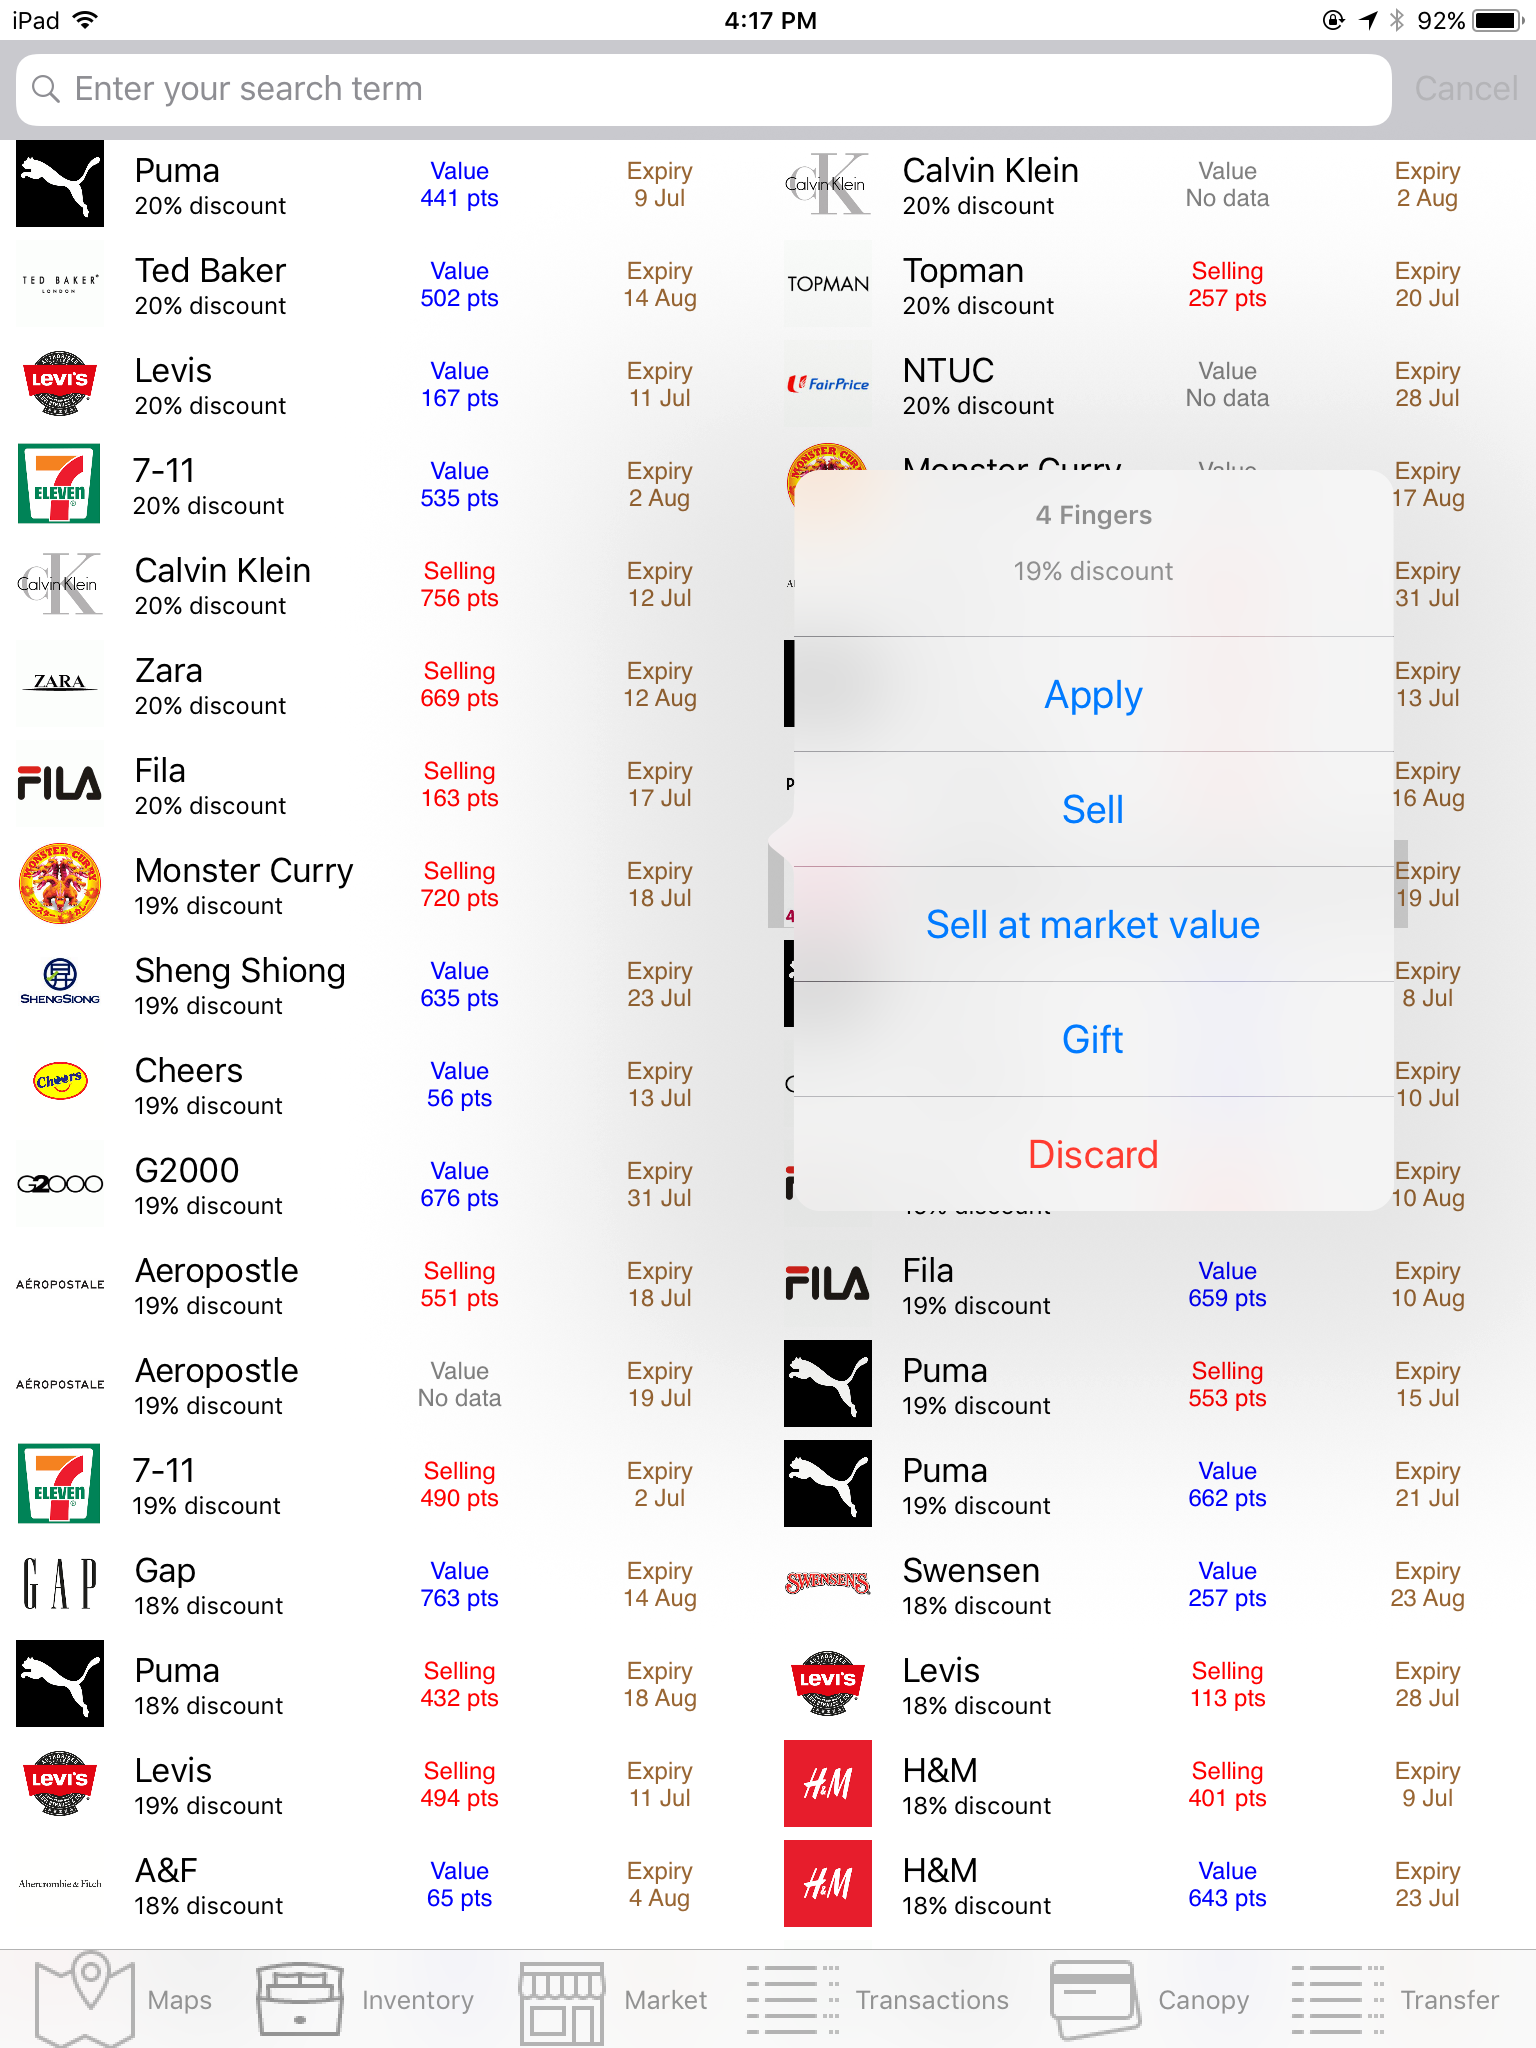 iPad 4:17 PM 92%
Enter your search term Cancel
Puma Value Expiry
20% discount 441 pts 9 Jul
TED BAKER
LONDON
Ted Baker Value Expiry
20% discount 502 pts 14 Aug
LEVI'S
Levis Value Expiry
20% discount 167 pts 11 Jul
7 ELEVEN
7-11 Value Expiry
20% discount 535 pts 2 Aug
Calvin Klein
Calvin Klein Selling Expiry
20% discount 756 pts 12 Jul
ZARA
Zara Selling Expiry
20% discount 669 pts 12 Aug
FILA
Fila Selling Expiry
20% discount 163 pts 17 Jul
MONSTER CURRY
モンスターカレー
Monster Curry Selling Expiry
19% discount 720 pts 18 Jul
昇
SHENGSIONG
Sheng Shiong Value Expiry
19% discount 635 pts 23 Jul
Cheers
Cheers Value Expiry
19% discount 56 pts 13 Jul
G2000
G2000 Value Expiry
19% discount 676 pts 31 Jul
AÉROPOSTALE
Aeropostle Selling Expiry
19% discount 551 pts 18 Jul
AÉROPOSTALE
Aeropostle Value Expiry
19% discount No data 19 Jul
7 ELEVEN
7-11 Selling Expiry
19% discount 490 pts 2 Jul
GAP
Gap Value Expiry
18% discount 763 pts 14 Aug
Puma Selling Expiry
18% discount 432 pts 18 Aug
LEVI'S
Levis Selling Expiry
19% discount 494 pts 11 Jul
Abercrombie & Fitch
A&F Value Expiry
18% discount 65 pts 4 Aug
CK
Calvin Klein
Calvin Klein Value Expiry
20% discount No data 2 Aug
TOPMAN
Topman Selling Expiry
20% discount 257 pts 20 Jul
FairPrice
NTUC Value Expiry
20% discount No data 28 Jul
MONSTER CURRY
Monster Curry Value Expiry
17 Aug
Expiry
31 Jul
Expiry
13 Jul
Expiry
16 Aug
Expiry
19 Jul
Expiry
8 Jul
Expiry
10 Jul
Expiry
10 Aug
4 Fingers
19% discount
Apply
Sell
Sell at market value
Gift
Discard
FILA
Fila Value Expiry
19% discount 659 pts 10 Aug
Puma Selling Expiry
19% discount 553 pts 15 Jul
Puma Value Expiry
19% discount 662 pts 21 Jul
SWENSEN'S
Swensen Value Expiry
18% discount 257 pts 23 Aug
LEVI'S
Levis Selling Expiry
18% discount 113 pts 28 Jul
H&M
H&M Selling Expiry
18% discount 401 pts 9 Jul
H&M
H&M Value Expiry
18% discount 643 pts 23 Jul
Maps Inventory Market Transactions Canopy Transfer